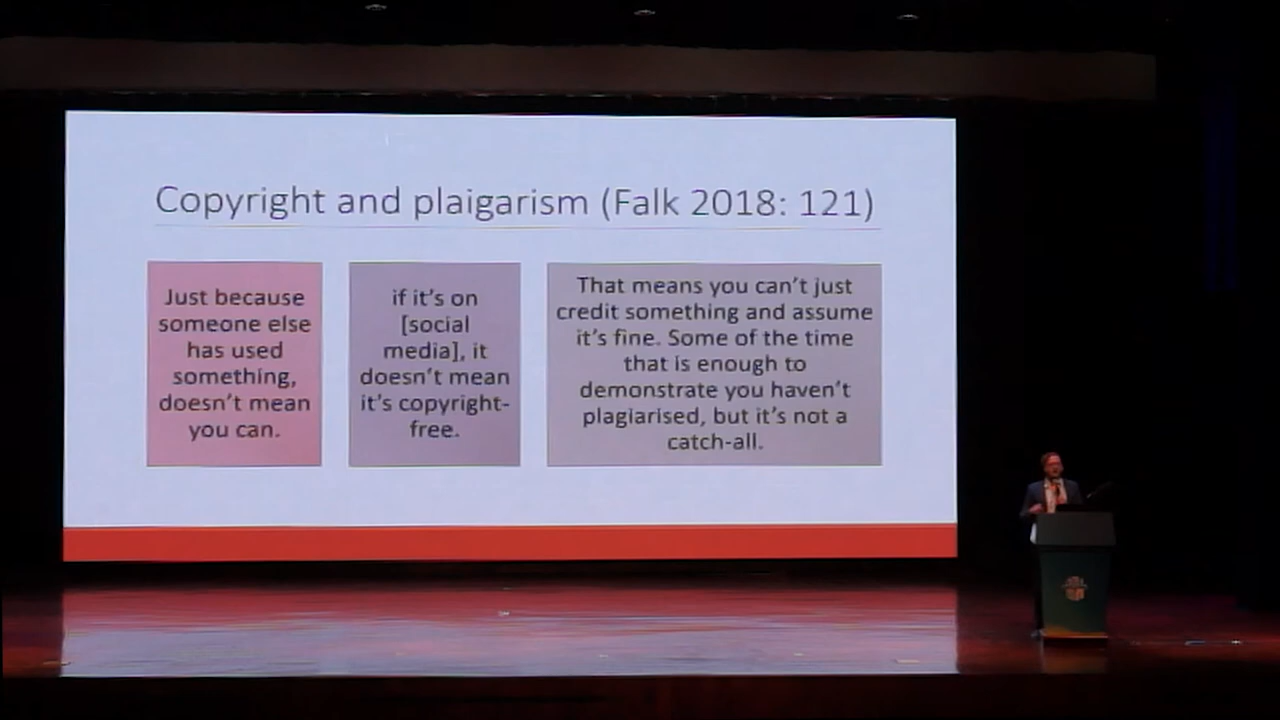 Copyright and plaigarism (Falk 2018: 121)
Just because
someone else
has used
something,
doesn't mean
you can.
if it's on
[social
media], it
doesn't mean
it's copyright-
free.
That means you can't just
credit something and assume
it's fine. Some of the time
that is enough to
demonstrate you haven't
plagiarised, but it's not a
catch-all.